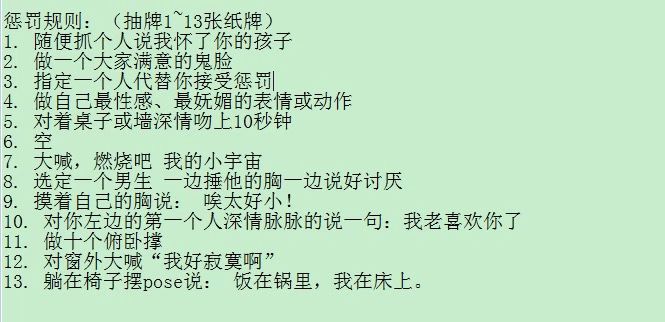 惩罚规则：（抽牌1~13张纸牌）
1. 随便抓个人说我怀了你的孩子
2. 做一个大家满意的鬼脸
3. 指定一个人代替你接受惩罚
4. 做自己最性感、最妩媚的表情或动作
5. 对着桌子或墙深情吻上10秒钟
6. 空
7. 大喊，燃烧吧 我的小宇宙
8. 选定一个男生 一边捶他的胸一边说好讨厌
9. 摸着自己的胸说： 唉太好小！
10. 对你左边的第一个人深情脉脉的说一句：我老喜欢你了
11. 做十个俯卧撑
12. 对窗外大喊“我好寂寞啊”
13. 躺在椅子摆pose说： 饭在锅里，我在床上。